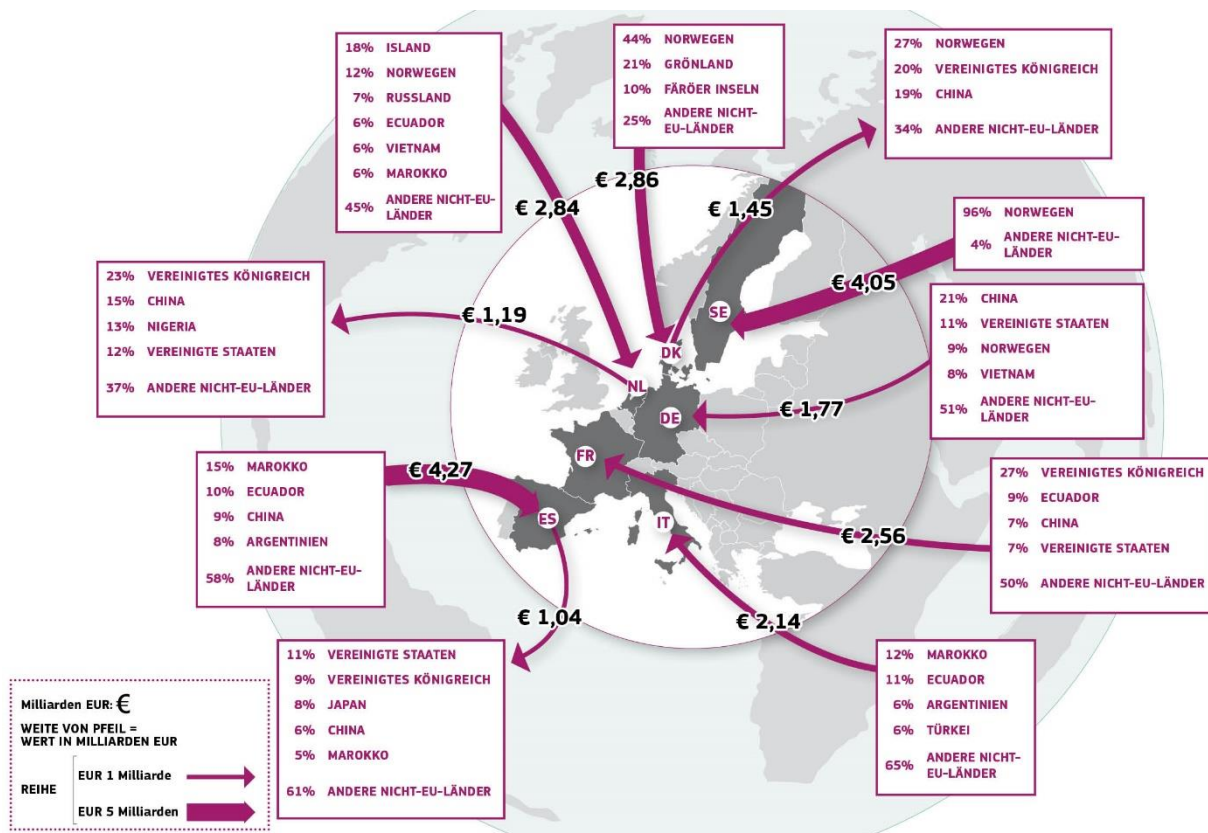 18% ISLAND
12% NORWEGEN
7% RUSSLAND
6% ECUADOR
6% VIETNAM
6% MAROKKO
45% ANDERE NICHT-EU-
LÄNDER
44% NORWEGEN
21% GRÖNLAND
10% FÄRÖER INSELN
25% ANDERE NICHT-
EU-LÄNDER
27% NORWEGEN
20% VEREINIGTES KÖNIGREICH
19% CHINA
34% ANDERE NICHT-EU-LÄNDER
€ 2,84
€ 2,86
€ 1,45
96% NORWEGEN
4% ANDERE NICHT-EU-
LÄNDER
€ 4,05
23% VEREINIGTES KÖNIGREICH
15% CHINA
13% NIGERIA
12% VEREINIGTE STAATEN
37% ANDERE NICHT-EU-LÄNDER
€ 1,19
SE
DK
NL
DE
FR
ES
IT
21% CHINA
11% VEREINIGTE STAATEN
9% NORWEGEN
8% VIETNAM
51% ANDERE NICHT-EU-
LÄNDER
€ 1,77
15% MAROKKO
10% ECUADOR
9% CHINA
8% ARGENTINIEN
58% ANDERE NICHT-EU-
LÄNDER
€ 4,27
27% VEREINIGTES KÖNIGREICH
9% ECUADOR
7% CHINA
7% VEREINIGTE STAATEN
50% ANDERE NICHT-EU-LÄNDER
€ 2,56
€ 1,04
€ 2,14
11% VEREINIGTE STAATEN
9% VEREINIGTES KÖNIGREICH
8% JAPAN
6% CHINA
5% MAROKKO
61% ANDERE NICHT-EU-LÄNDER
12% MAROKKO
11% ECUADOR
6% ARGENTINIEN
6% TÜRKEI
65% ANDERE NICHT-
EU-LÄNDER
Milliarden EUR: €
WEITE VON PFEIL =
WERT IN MILLIARDEN EUR
REIHE
EUR 1 Milliarde
EUR 5 Milliarden